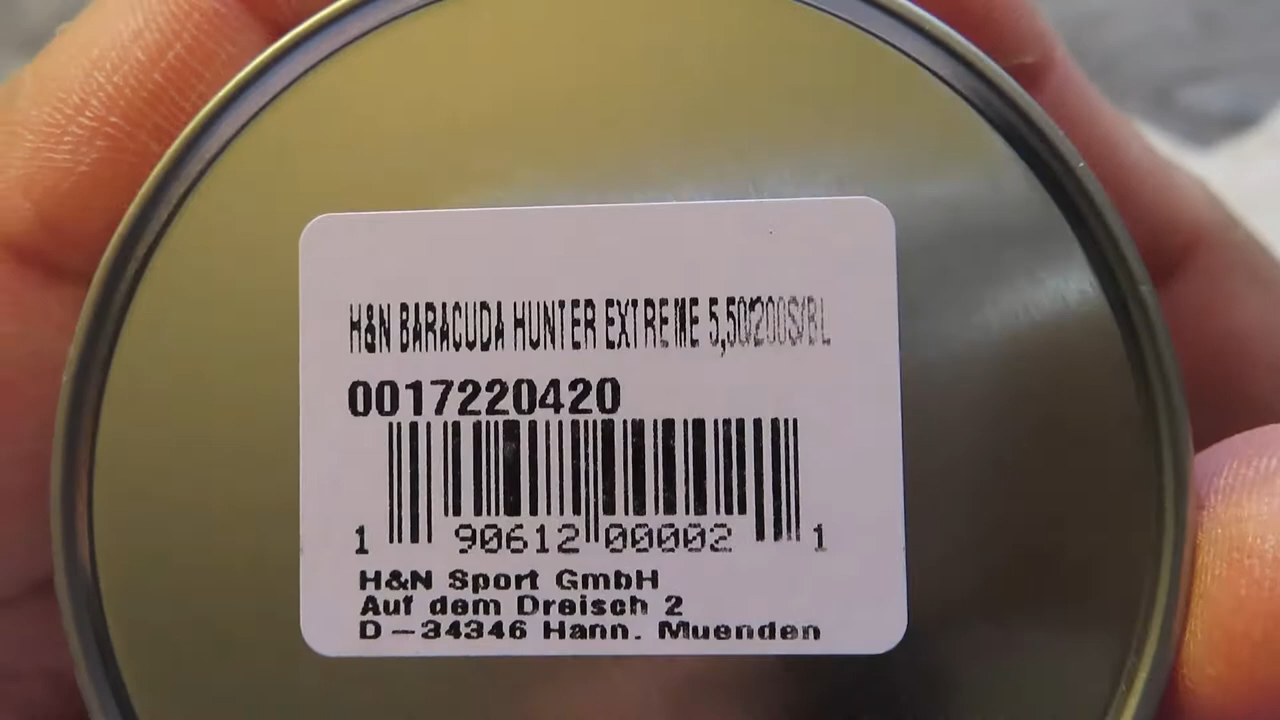 H&N BARACUDA HUNTER EXTREME 5,50/200S/BL
0017220420
1 90612 00002 1
H&N Sport GmbH
Auf dem Dreisch 2
D-34346 Hann. Muenden